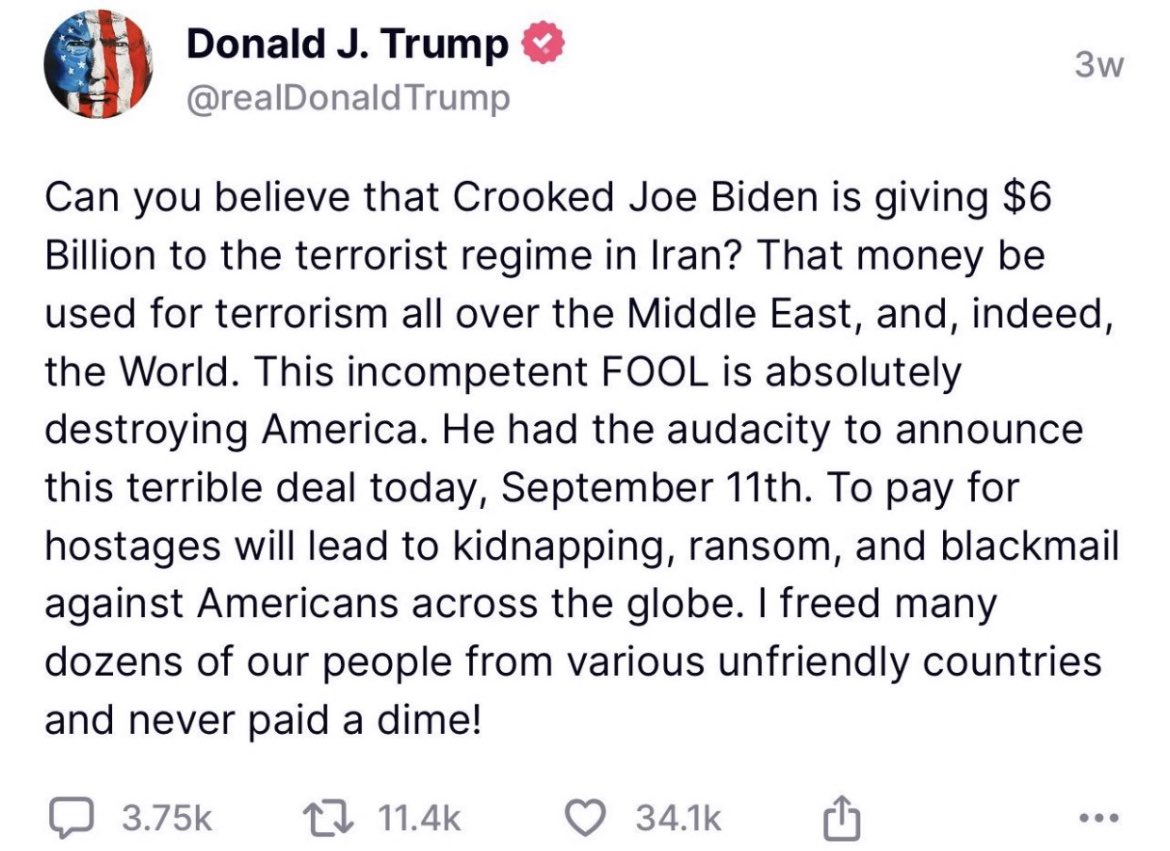 Donald J. Trump
3w
@realDonaldTrump
Can you believe that Crooked Joe Biden is giving $6
Billion to the terrorist regime in Iran? That money be
used for terrorism all over the Middle East, and, indeed,
the World. This incompetent FOOL is absolutely
destroying America. He had the audacity to announce
this terrible deal today, September 11th. To pay for
hostages will lead to kidnapping, ransom, and blackmail
against Americans across the globe. I freed many
dozens of our people from various unfriendly countries
and never paid a dime!
3.75k 11.4k 34.1k